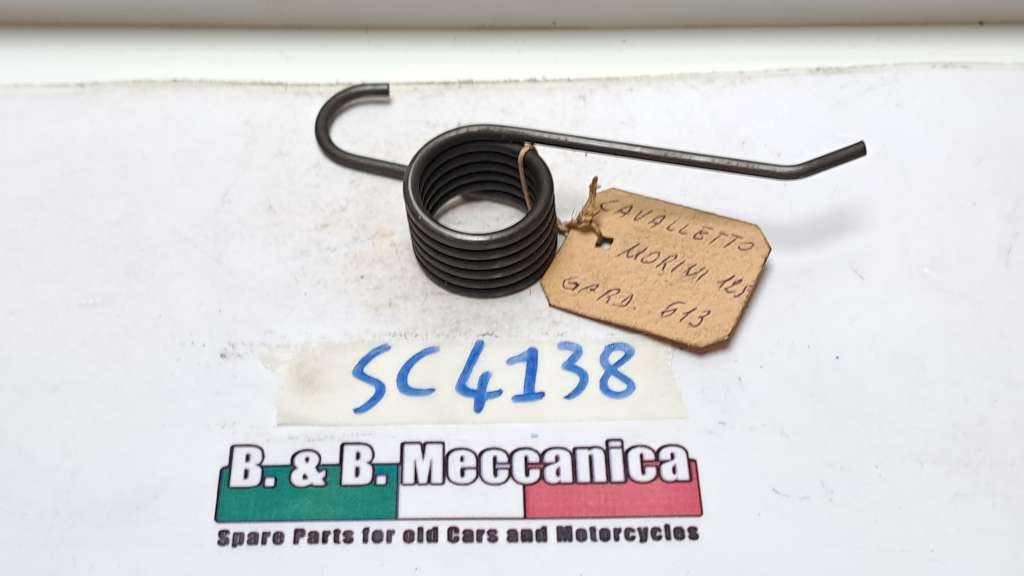 CAVALLETTO
MORINI 125
GARD. 613
SC4138
B. & B. Meccanica
Spare Parts for old Cars and Motorcycles